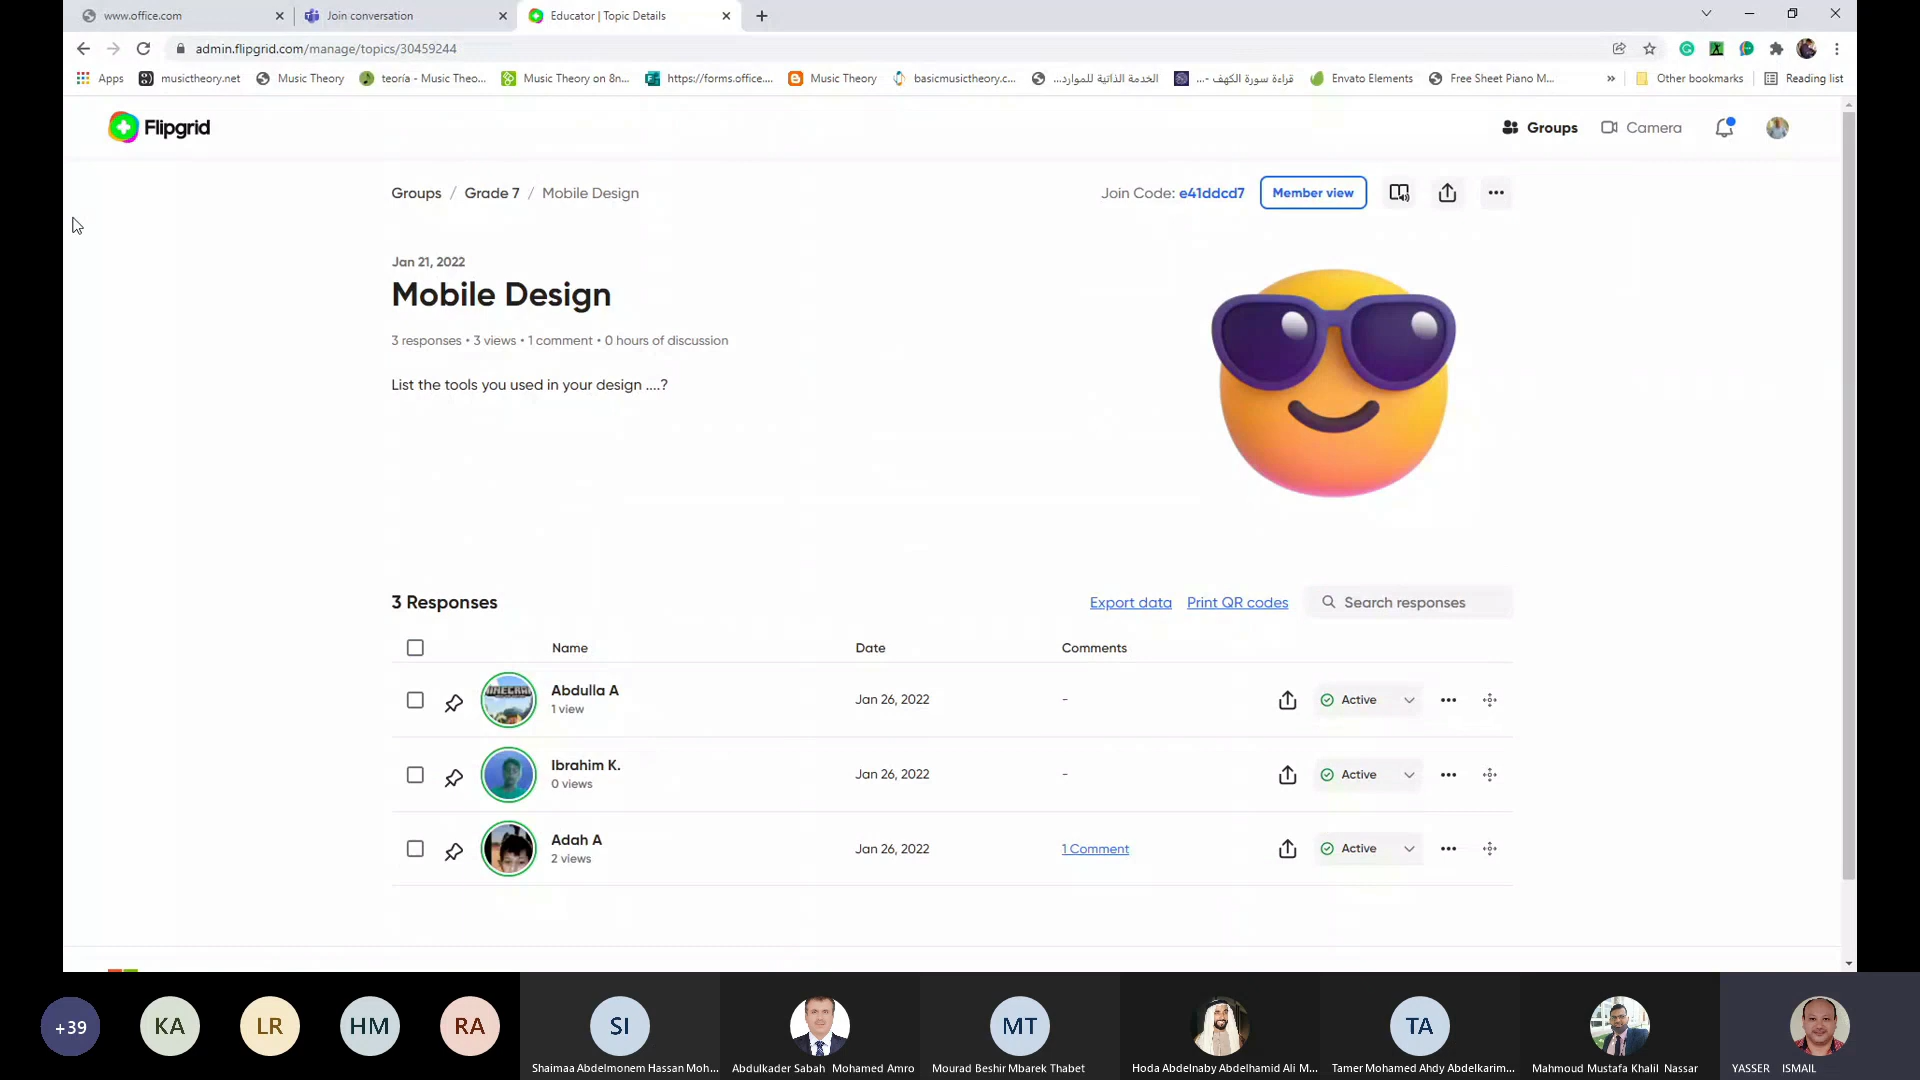 www.office.com
Join conversation
Educator | Topic Details
admin.flipgrid.com/manage/topics/30459244
Apps
musictheory.net
Music Theory
teoría - Music Theo...
Music Theory on 8n...
https://forms.office....
Music Theory
basicmusictheory.c...
الخدمة الذاتية للموارد...
قراءة سورة الكهف -...
Envato Elements
Free Sheet Piano M...
»
Other bookmarks
Reading list
Flipgrid
Groups
Camera
Groups / Grade 7 / Mobile Design
Join Code: e41ddcd7
Member view
Jan 21, 2022
Mobile Design
3 responses • 3 views • 1 comment • 0 hours of discussion
List the tools you used in your design ....?
3 Responses
Export data
Print QR codes
Search responses
Name
Date
Comments
Abdulla A
1 view
Jan 26, 2022
-
Active
Ibrahim K.
0 views
Jan 26, 2022
-
Active
Adah A
2 views
Jan 26, 2022
1 Comment
Active
+39
KA
LR
HM
RA
SI
MT
TA
Shaimaa Abdelmonem Hassan Moh...
Abdulkader Sabah Mohamed Amro
Mourad Beshir Mbarek Thabet
Hoda Abdelnaby Abdelhamid Ali M...
Tamer Mohamed Ahdy Abdelkarim...
Mahmoud Mustafa Khalil Nassar
YASSER ISMAIL